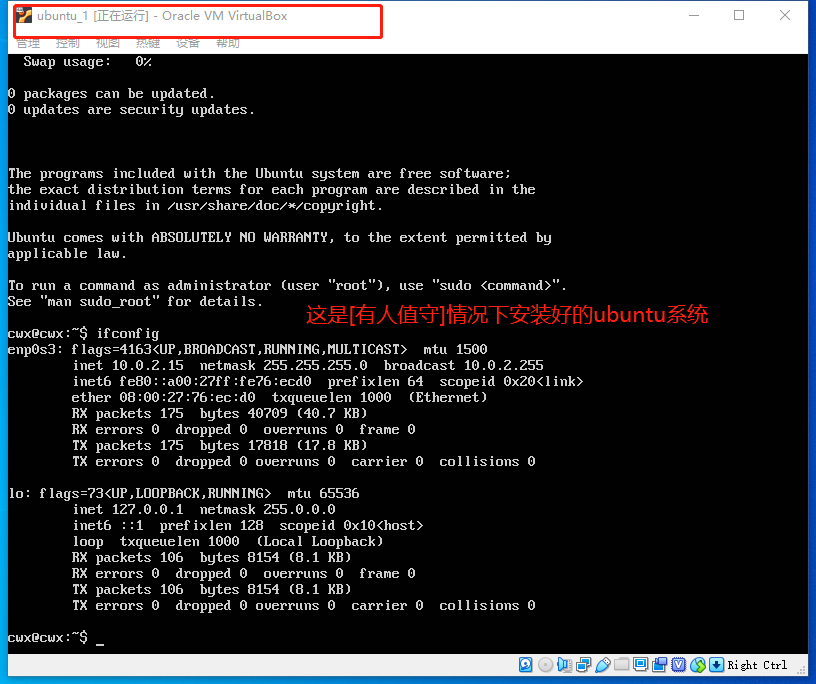 ubuntu_1 [正在运行] - Oracle VM VirtualBox
管理 控制 视图 热键 设备 帮助
Swap usage: 0%
0 packages can be updated.
0 updates are security updates.
The programs included with the Ubuntu system are free software;
the exact distribution terms for each program are described in the
individual files in /usr/share/doc/*/copyright.
Ubuntu comes with ABSOLUTELY NO WARRANTY, to the extent permitted by
applicable law.
To run a command as administrator (user "root"), use "sudo <command>".
See "man sudo_root" for details.
这是[有人值守]情况下安装好的ubuntu系统
cwx@cwx:~$ ifconfig
enp0s3: flags=4163<UP,BROADCAST,RUNNING,MULTICAST> mtu 1500
inet 10.0.2.15 netmask 255.255.255.0 broadcast 10.0.2.255
inet6 fe80::a00:27ff:fe76:ecd0 prefixlen 64 scopeid 0x20<link>
ether 08:00:27:76:ec:d0 txqueuelen 1000 (Ethernet)
RX packets 175 bytes 40709 (40.7 KB)
RX errors 0 dropped 0 overruns 0 frame 0
TX packets 175 bytes 17818 (17.8 KB)
TX errors 0 dropped 0 overruns 0 carrier 0 collisions 0
lo: flags=73<UP,LOOPBACK,RUNNING> mtu 65536
inet 127.0.0.1 netmask 255.0.0.0
inet6 ::1 prefixlen 128 scopeid 0x10<host>
loop txqueuelen 1000 (Local Loopback)
RX packets 106 bytes 8154 (8.1 KB)
RX errors 0 dropped 0 overruns 0 frame 0
TX packets 106 bytes 8154 (8.1 KB)
TX errors 0 dropped 0 overruns 0 carrier 0 collisions 0
cwx@cwx:~$ _
Right Ctrl